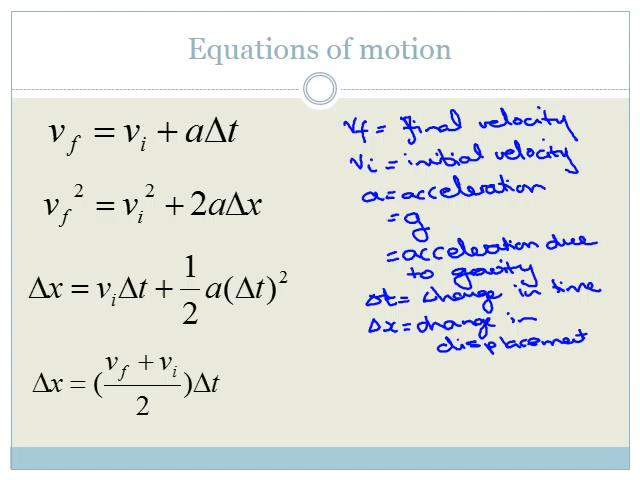 Equations of motion
v_f = v_i + aΔt
v_f² = v_i² + 2aΔx
Δx = v_iΔt + 1/2 a(Δt)²
Δx = ((v_f + v_i)/2)Δt
vf = final velocity
vi = initial velocity
a = acceleration
= g
= acceleration due
to gravity
Δt = change in time
Δx = change in
displacement